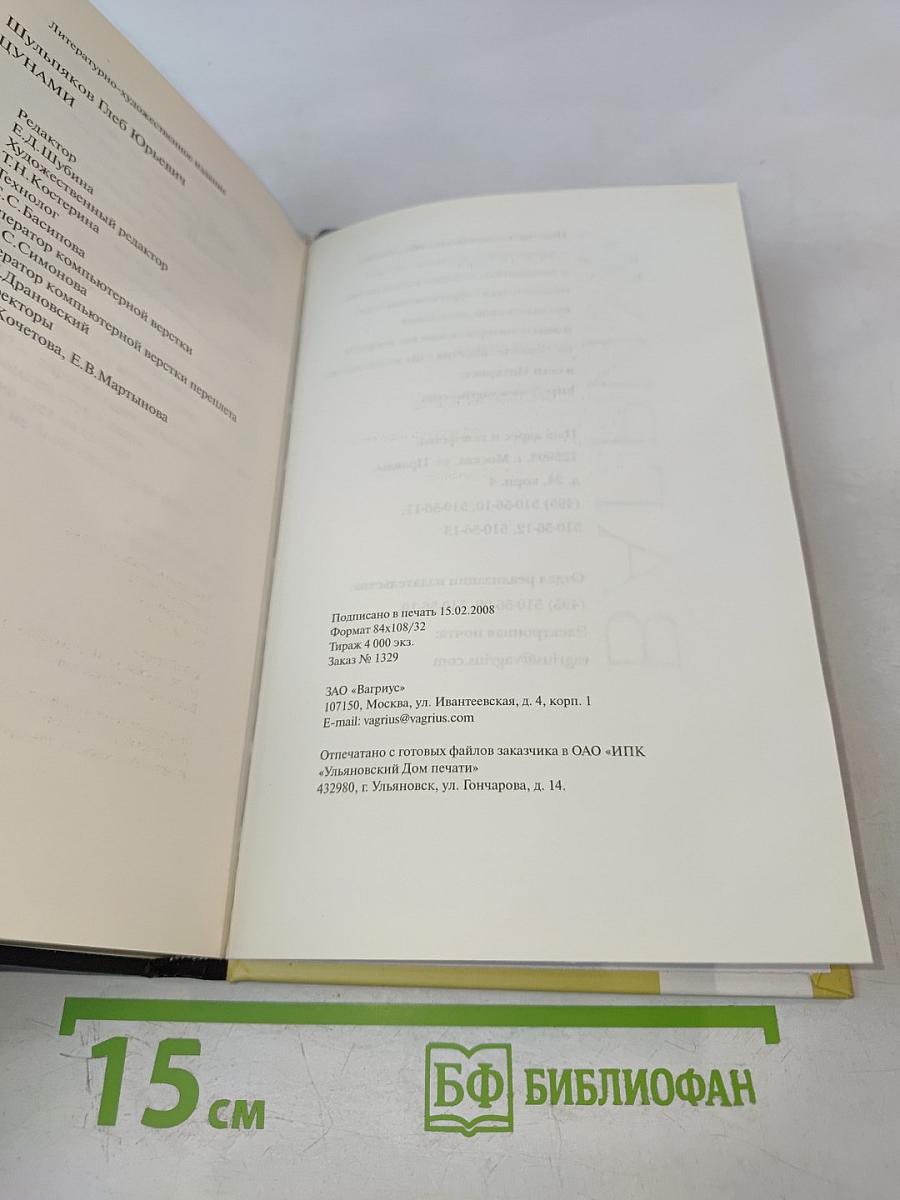 Литературно-художественное издание
Шульпяков Глеб Юрьевич
ЦУНАМИ
Редактор
Е.Д.Шубина
Художественный редактор
Т.Н.Костерина
Технолог
С.С.Басипова
ператор компьютерной верстки
С.Симонова
ератор компьютерной верстки переплета
Драновский
ректоры
Кочетова, Е.В.Мартынова
Подписано в печать 15.02.2008
Формат 84x108/32
Тираж 4 000 экз.
Заказ № 1329
ЗАО «Вагриус»
107150, Москва, ул. Ивантеевская, д. 4, корп. 1
E-mail: vagrius@vagrius.com
Отпечатано с готовых файлов заказчика в ОАО «ИПК
«Ульяновский Дом печати»
432980, г. Ульяновск, ул. Гончарова, д. 14.
15 см
БФ БИБЛИОФАН